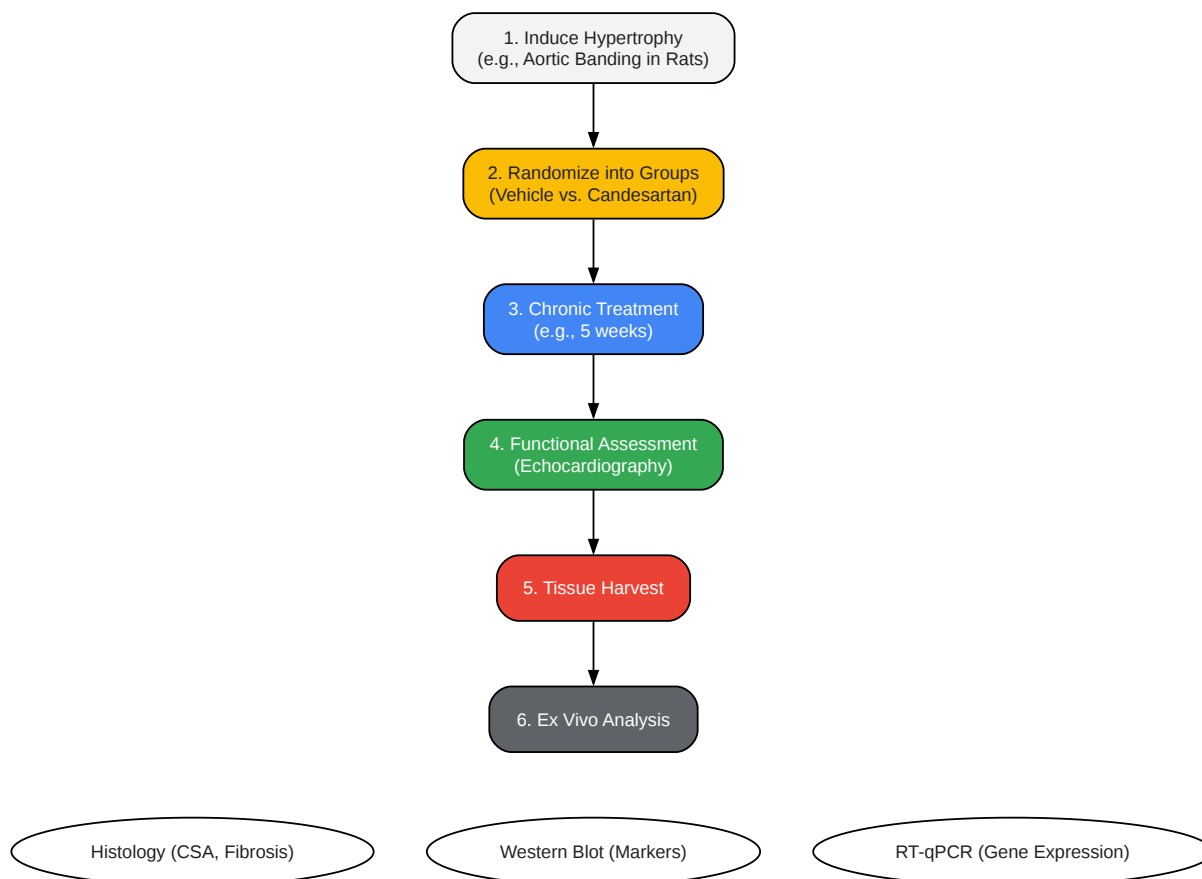 1. Induce Hypertrophy
(e.g., Aortic Banding in Rats)
2. Randomize into Groups
(Vehicle vs. Candesartan)
3. Chronic Treatment
(e.g., 5 weeks)
4. Functional Assessment
(Echocardiography)
5. Tissue Harvest
6. Ex Vivo Analysis
Histology (CSA, Fibrosis)
Western Blot (Markers)
RT-qPCR (Gene Expression)